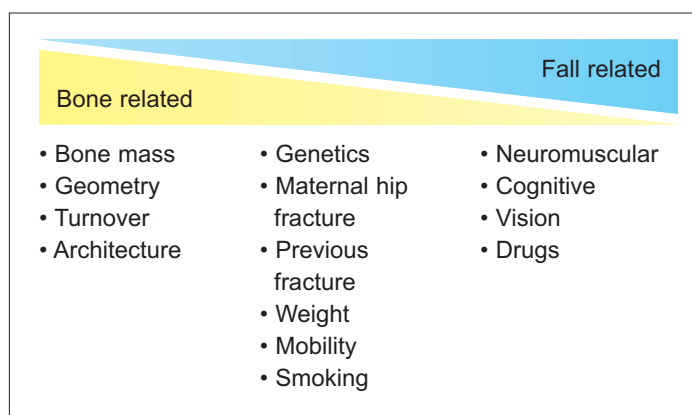 Fall related
Bone related
• Bone mass
• Geometry
• Turnover
• Architecture
• Genetics
• Maternal hip
fracture
• Previous
fracture
• Weight
• Mobility
• Smoking
• Neuromuscular
• Cognitive
• Vision
• Drugs